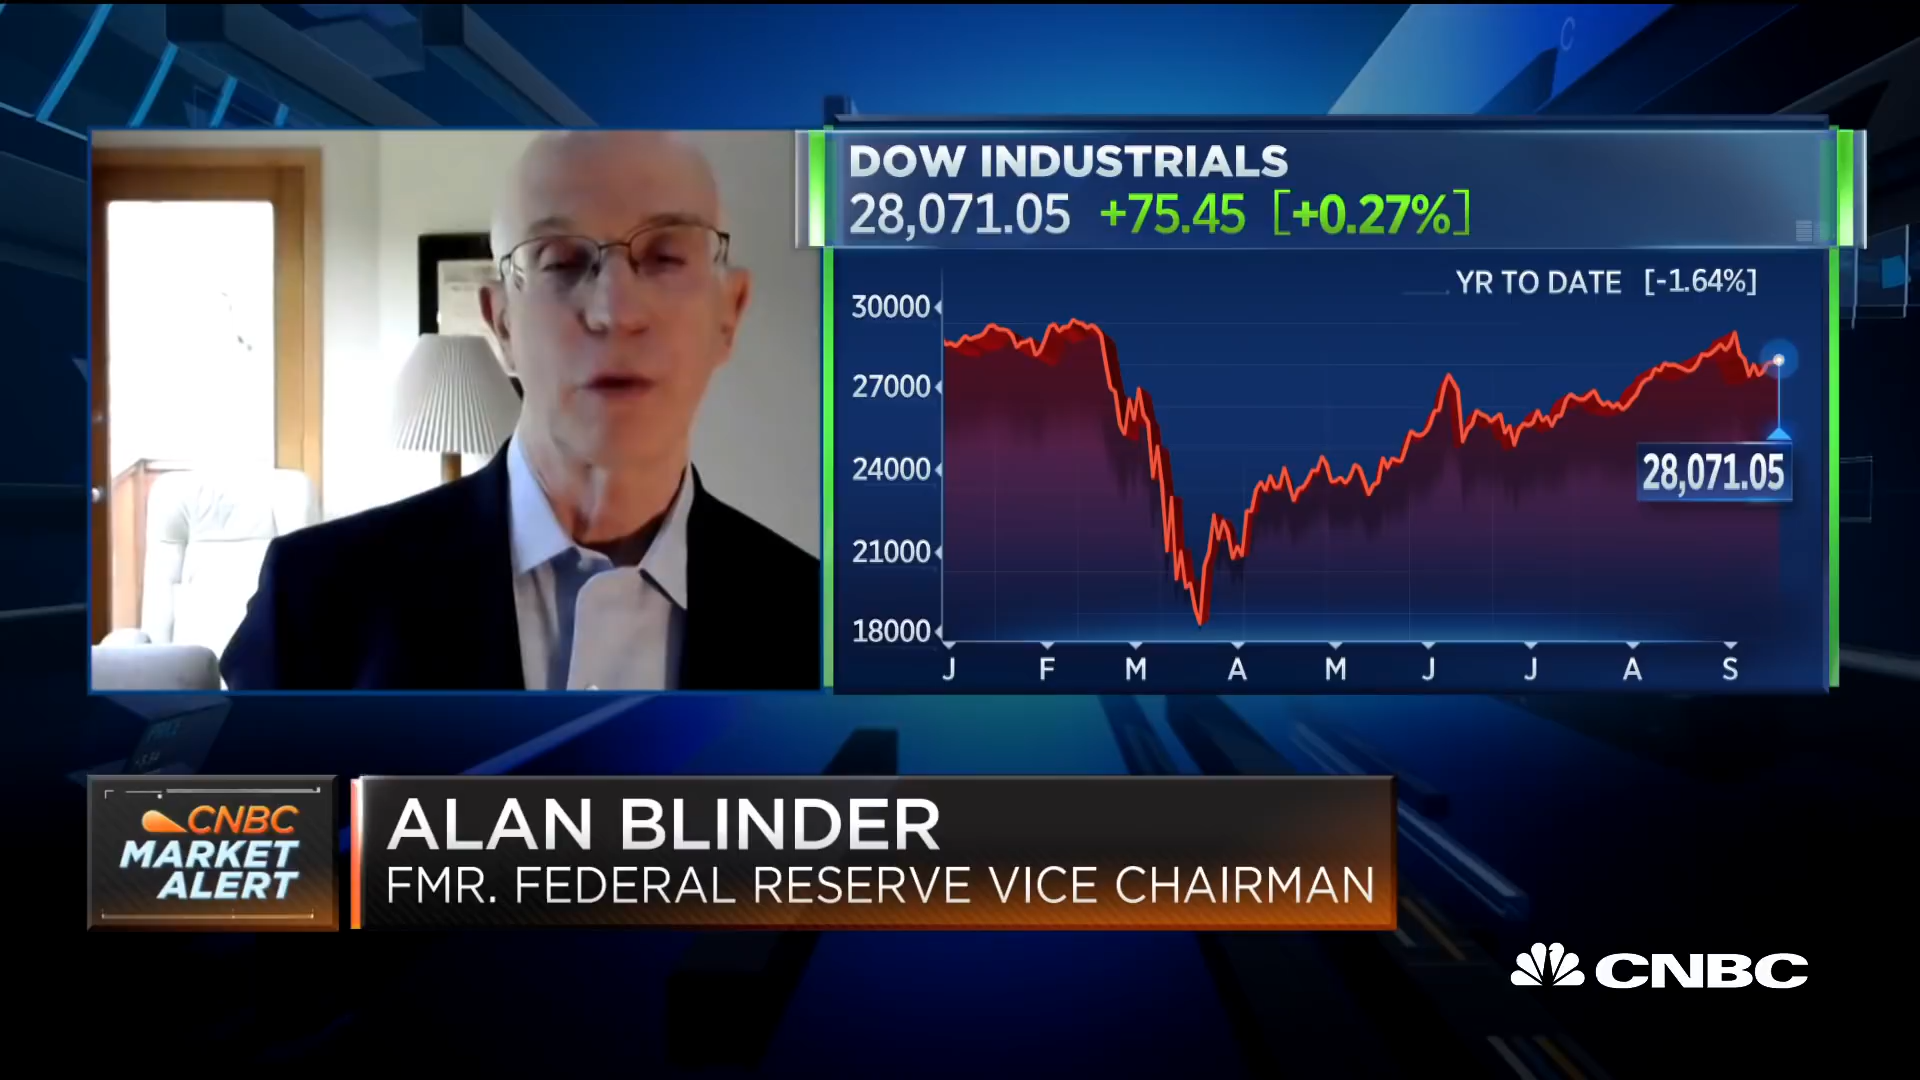 DOW INDUSTRIALS
28,071.05 +75.45 [+0.27%]
YR TO DATE [-1.64%]
30000
27000
24000
21000
18000
28,071.05
J F M A M J J A S
CNBC
MARKET
ALERT
ALAN BLINDER
FMR. FEDERAL RESERVE VICE CHAIRMAN
CNBC